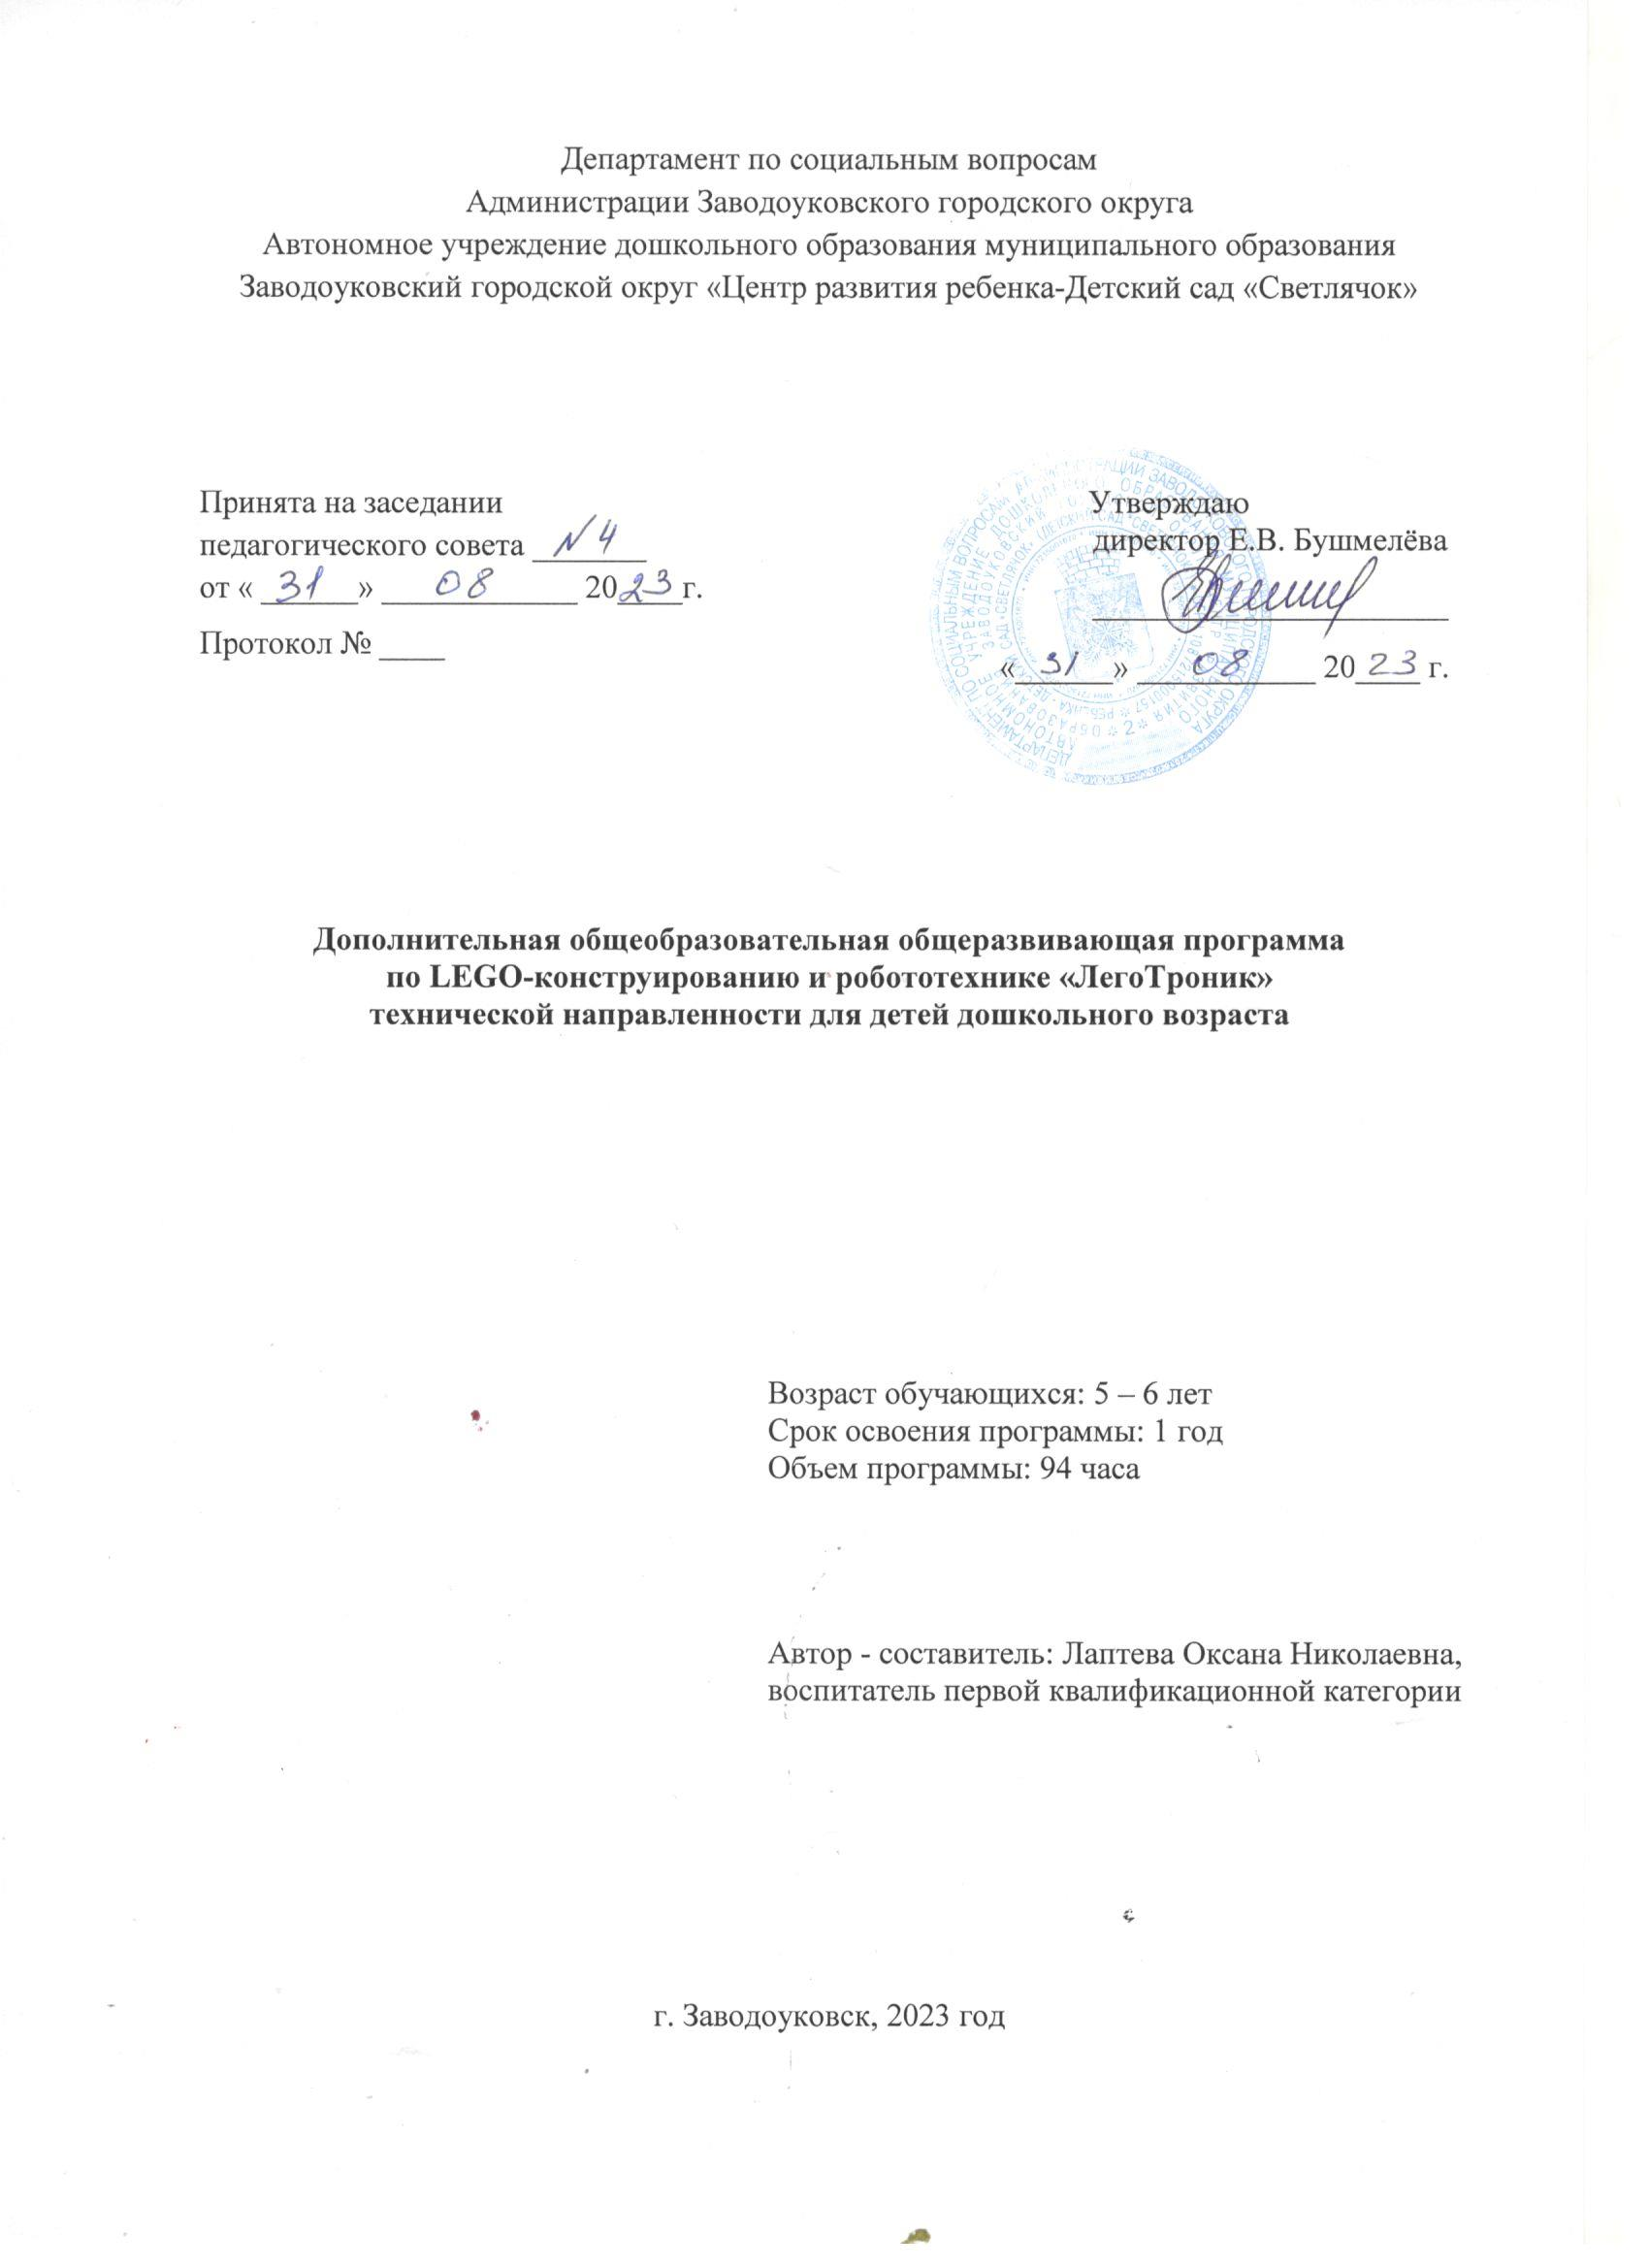 Департамент по социальным вопросам
Администрации Заводоуковского городского округа
Автономное учреждение дошкольного образования муниципального образования
Заводоуковский городской округ «Центр развития ребенка-Детский сад «Светлячок»
Принята на заседании
педагогического совета № 4
от « 31 » 08 2023 г.
Протокол № ____
Утверждаю
директор Е.В. Бушмелёва
« 31 » 08 2023 г.
Дополнительная общеобразовательная общеразвивающая программа
по LEGO-конструированию и робототехнике «ЛегоТроник»
технической направленности для детей дошкольного возраста
Возраст обучающихся: 5 – 6 лет
Срок освоения программы: 1 год
Объем программы: 94 часа
Автор - составитель: Лаптева Оксана Николаевна,
воспитатель первой квалификационной категории
г. Заводоуковск, 2023 год